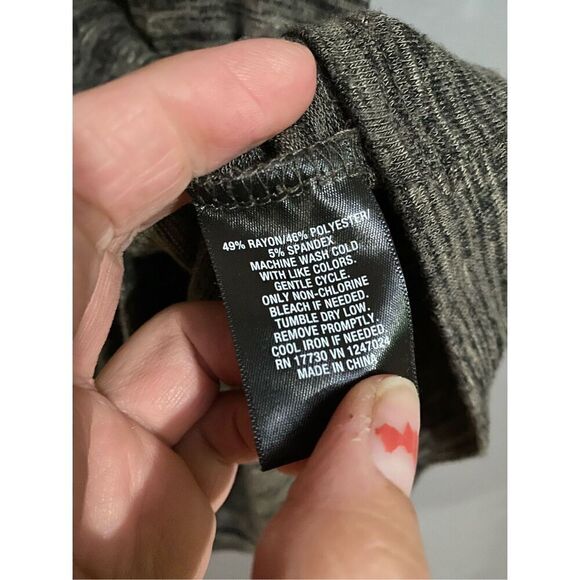 49% RAYON/46% POLYESTER/
5% SPANDEX
MACHINE WASH COLD
WITH LIKE COLORS.
GENTLE CYCLE.
ONLY NON-CHLORINE
BLEACH IF NEEDED.
TUMBLE DRY LOW.
REMOVE PROMPTLY.
COOL IRON IF NEEDED.
RN 17730 VN 1247024
MADE IN CHINA